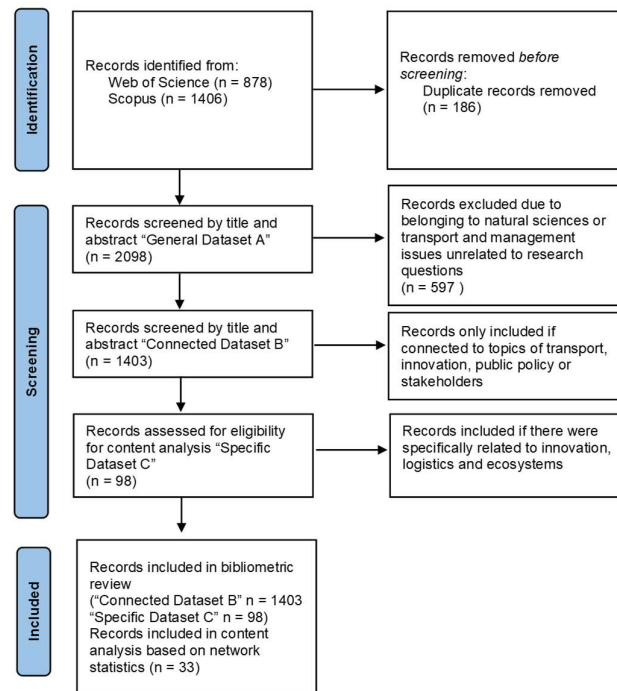 Identification
Records identified from:
Web of Science (n = 878)
Scopus (n = 1406)
Records removed before
screening:
Duplicate records removed
(n = 186)
Screening
Records screened by title and
abstract “General Dataset A”
(n = 2098)
Records excluded due to
belonging to natural sciences or
transport and management
issues unrelated to research
questions
(n = 597 )
Records screened by title and
abstract “Connected Dataset B”
(n = 1403)
Records only included if
connected to topics of transport,
innovation, public policy or
stakeholders
Records assessed for eligibility
for content analysis “Specific
Dataset C”
(n = 98)
Records included if there were
specifically related to innovation,
logistics and ecosystems
Included
Records included in bibliometric
review
(“Connected Dataset B” n = 1403
“Specific Dataset C” n = 98)
Records included in content
analysis based on network
statistics (n = 33)